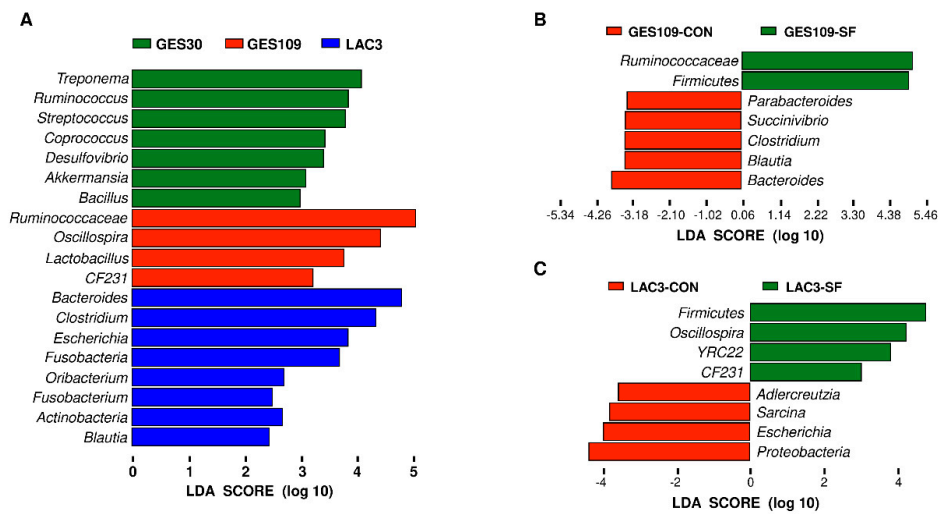 A
GES30 GES109 LAC3
Treponema
Ruminococcus
Streptococcus
Coprococcus
Desulfovibrio
Akkermansia
Bacillus
Ruminococcaceae
Oscillospira
Lactobacillus
CF231
Bacteroides
Clostridium
Escherichia
Fusobacteria
Oribacterium
Fusobacterium
Actinobacteria
Blautia
0 1 2 3 4 5
LDA SCORE (log 10)
B
GES109-CON GES109-SF
Ruminococcaceae
Firmicutes
Parabacteroides
Succinivibrio
Clostridium
Blautia
Bacteroides
-5.34 -4.26 -3.18 -2.10 -1.02 0.06 1.14 2.22 3.30 4.38 5.46
LDA SCORE (log 10)
C
LAC3-CON LAC3-SF
Firmicutes
Oscillospira
YRC22
CF231
Adlercreutzia
Sarcina
Escherichia
Proteobacteria
-4 -2 0 2 4
LDA SCORE (log 10)